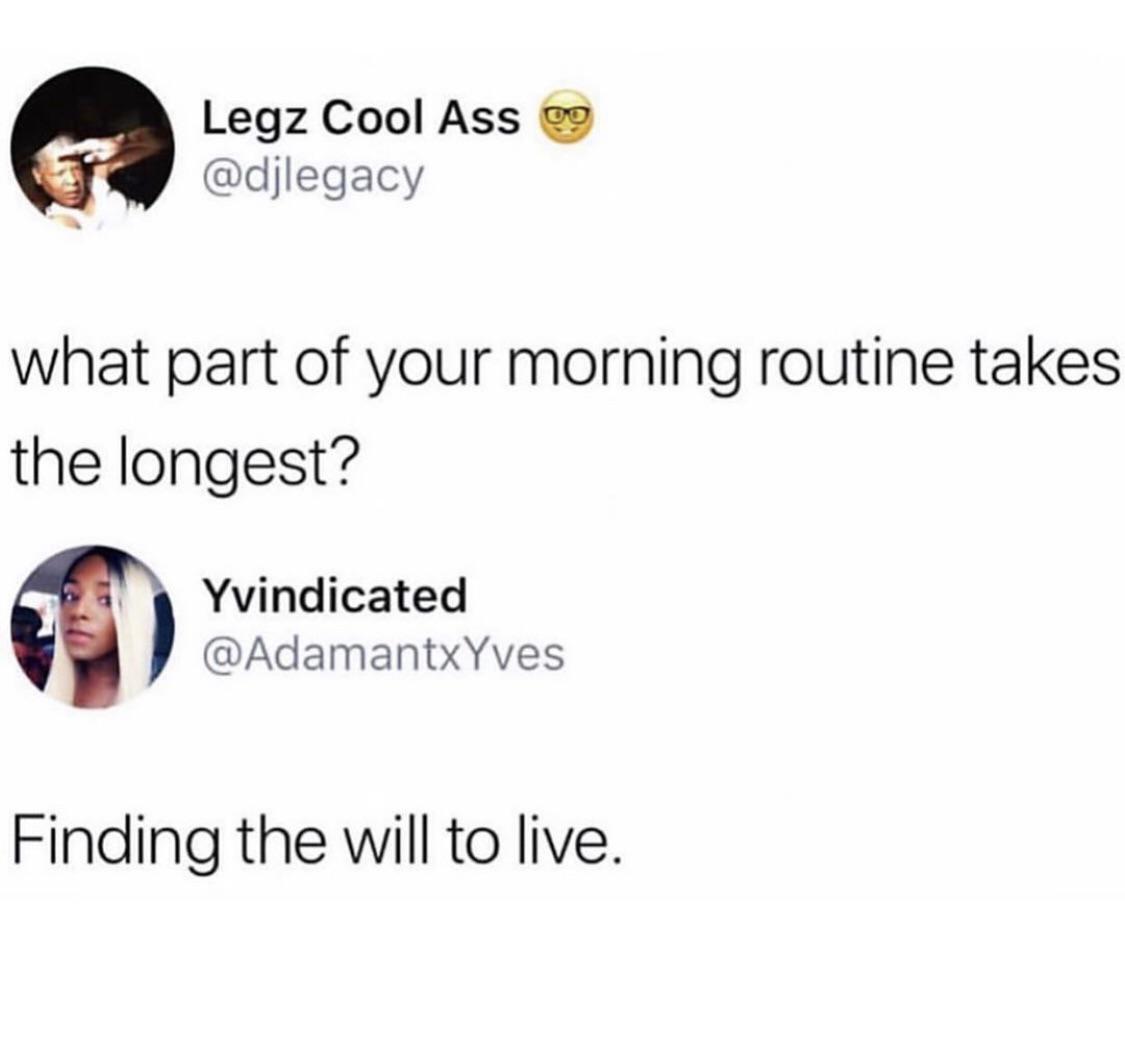 Legz Cool Ass 🤓
@djlegacy
what part of your morning routine takes
the longest?
Yvindicated
@AdamantxYves
Finding the will to live.